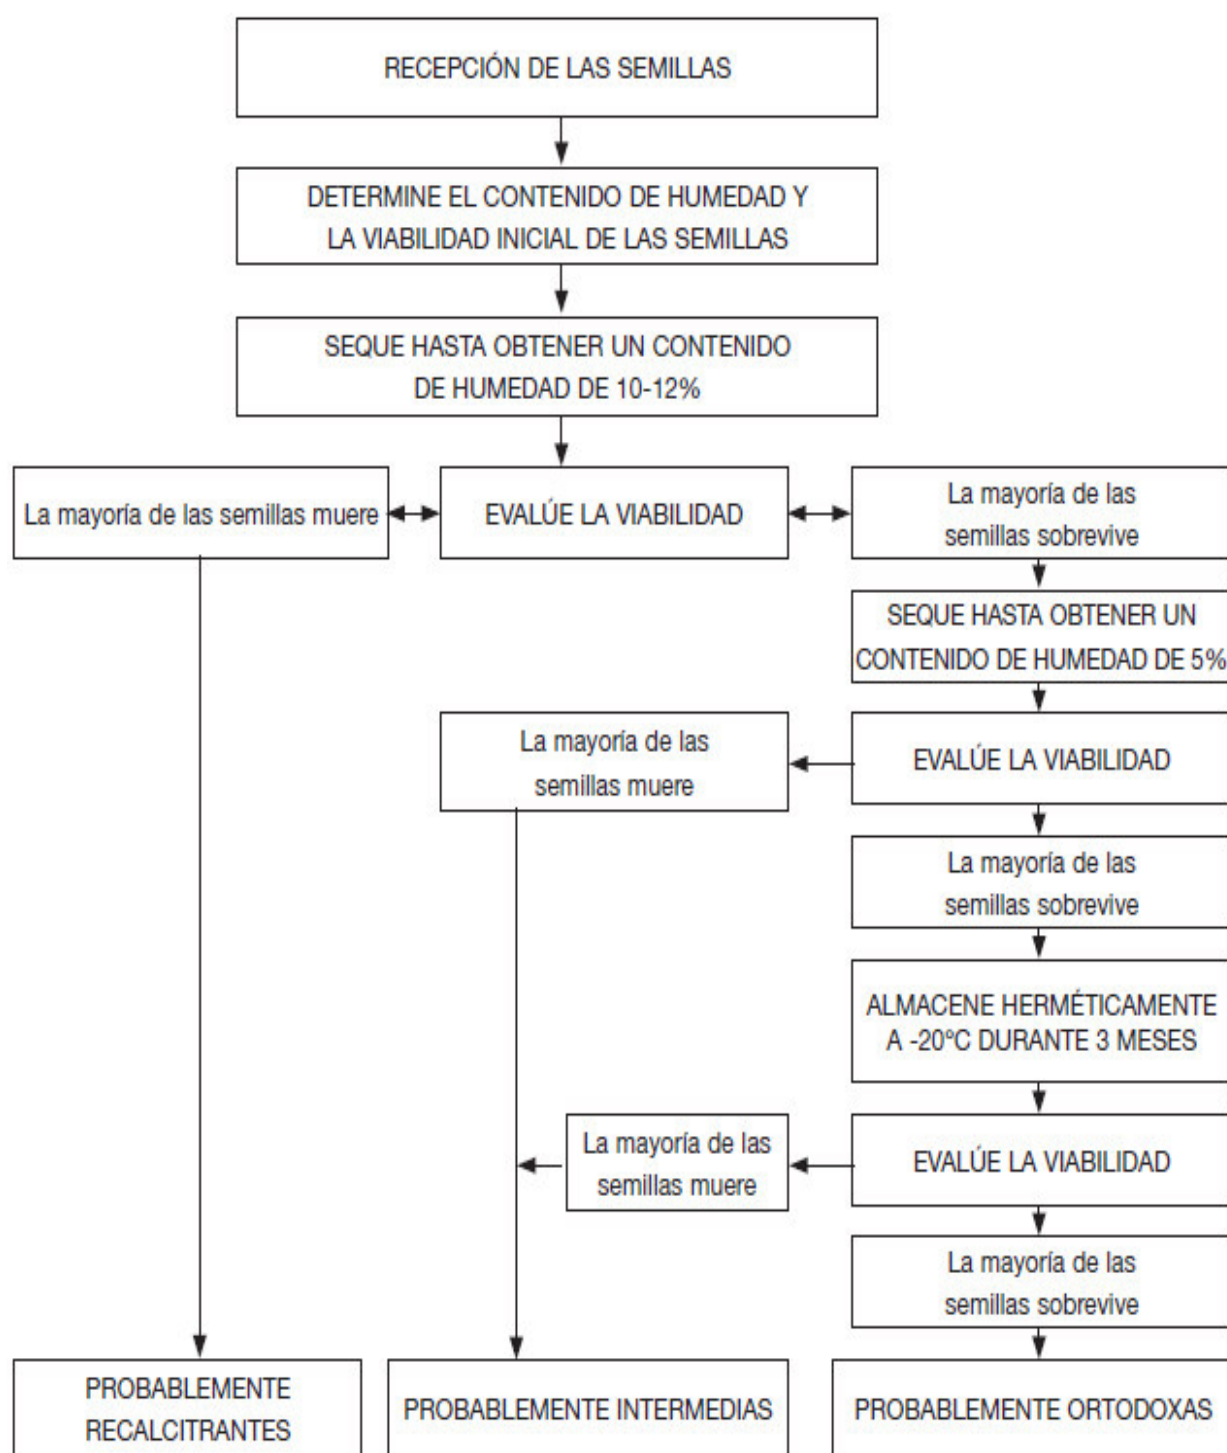 RECEPCIÓN DE LAS SEMILLAS
DETERMINE EL CONTENIDO DE HUMEDAD Y
LA VIABILIDAD INICIAL DE LAS SEMILLAS
SEQUE HASTA OBTENER UN CONTENIDO
DE HUMEDAD DE 10-12%
La mayoría de las semillas muere
EVALÚE LA VIABILIDAD
La mayoría de las
semillas sobrevive
SEQUE HASTA OBTENER UN
CONTENIDO DE HUMEDAD DE 5%
La mayoría de las
semillas muere
EVALÚE LA VIABILIDAD
La mayoría de las
semillas sobrevive
ALMACENE HERMÉTICAMENTE
A -20°C DURANTE 3 MESES
La mayoría de las
semillas muere
EVALÚE LA VIABILIDAD
La mayoría de las
semillas sobrevive
PROBABLEMENTE
RECALCITRANTES
PROBABLEMENTE INTERMEDIAS
PROBABLEMENTE ORTODOXAS